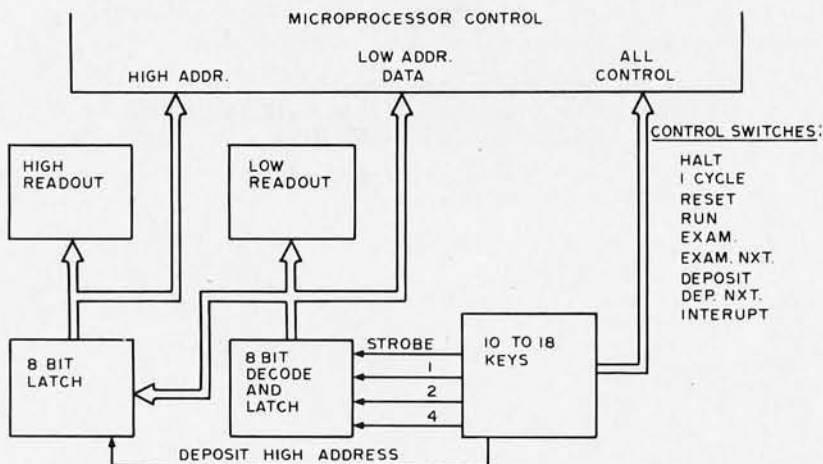 MICROPROCESSOR CONTROL
HIGH ADDR.
LOW ADDR.
DATA
ALL
CONTROL
HIGH
READOUT
LOW
READOUT
CONTROL SWITCHES:
HALT
1 CYCLE
RESET
RUN
EXAM.
EXAM. NXT.
DEPOSIT
DEP. NXT.
INTERUPT
8 BIT
LATCH
8 BIT
DECODE
AND
LATCH
STROBE
1
2
4
10 TO 18
KEYS
DEPOSIT HIGH ADDRESS